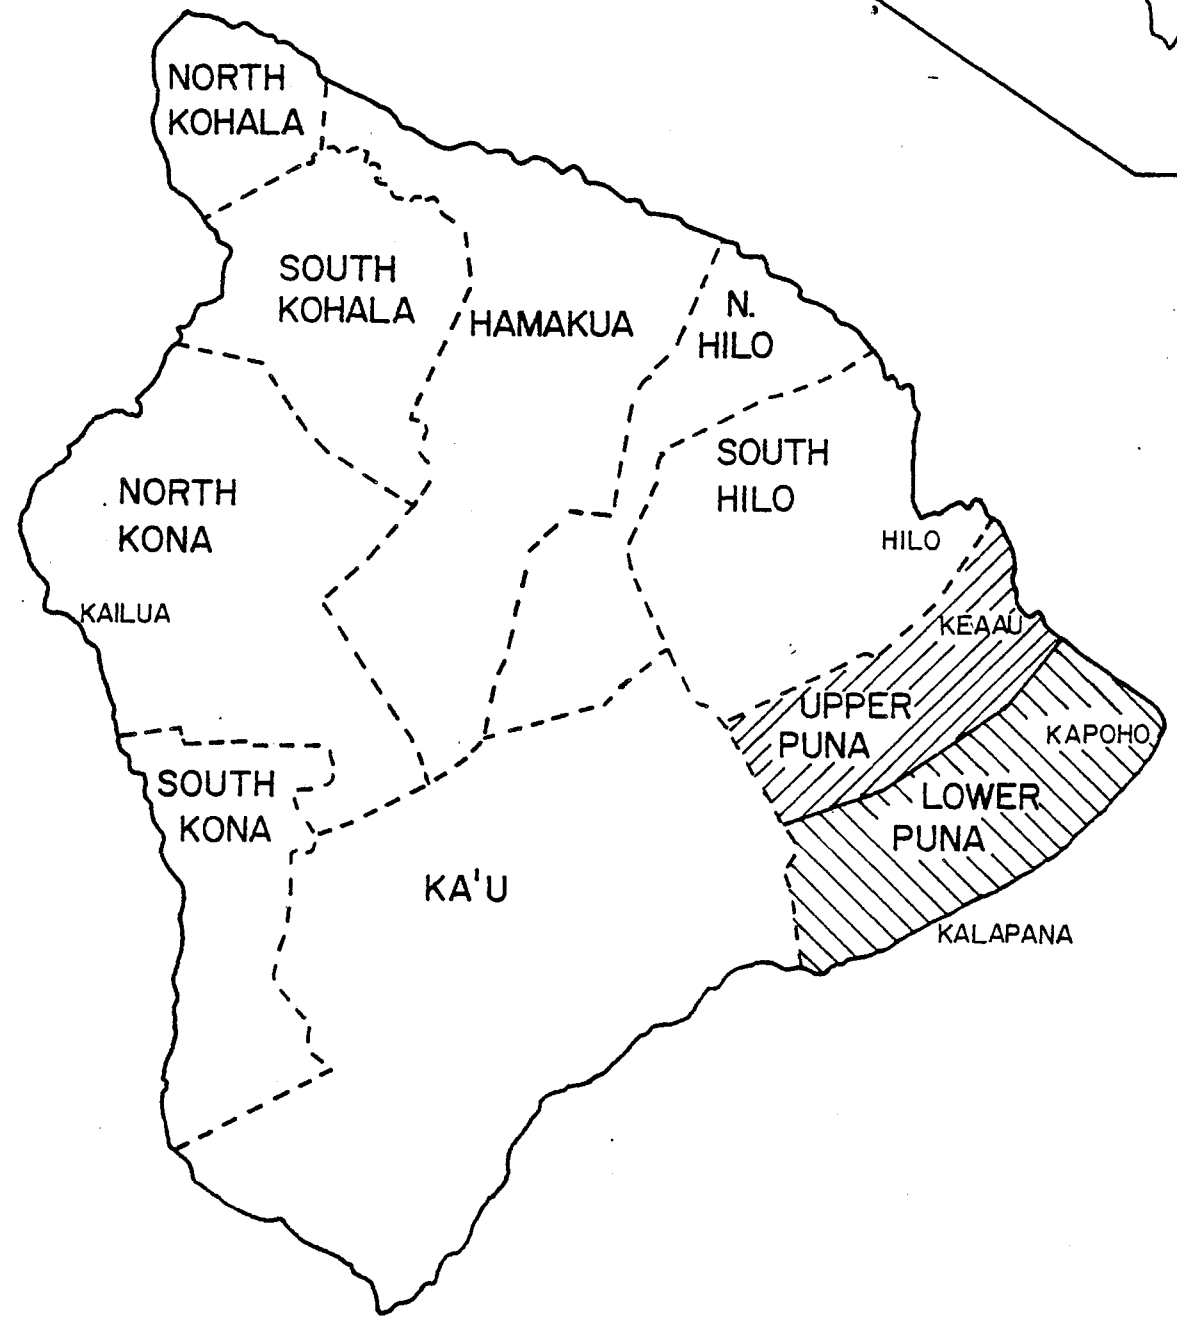 NORTH
KOHALA
SOUTH
KOHALA
HAMAKUA
N.
HILO
NORTH
KONA
SOUTH
HILO
HILO
KAILUA
KEAAU
UPPER
PUNA
KAPOHO
SOUTH
KONA
LOWER
PUNA
KA'U
KALAPANA